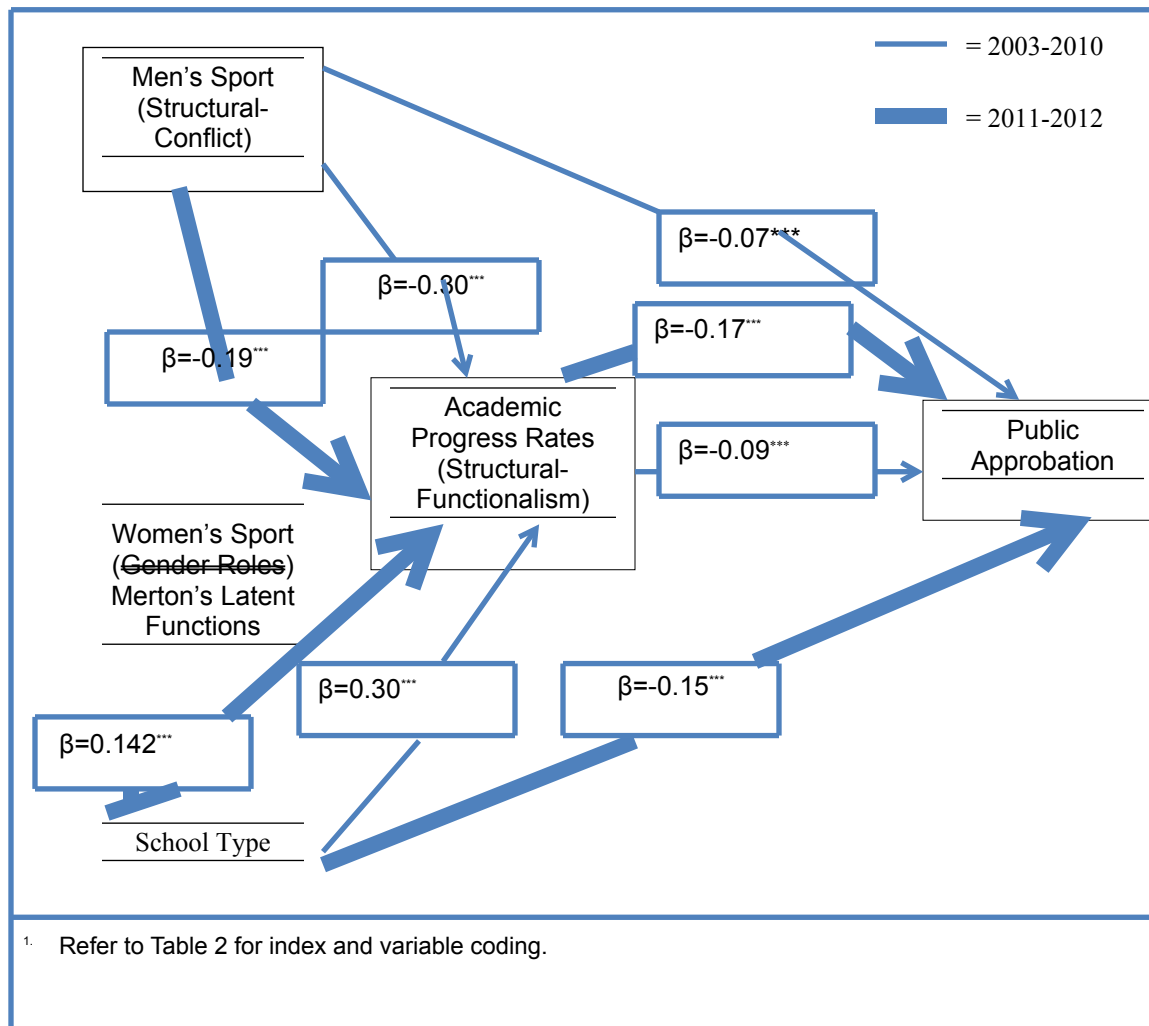 = 2003-2010
= 2011-2012
Men’s Sport
(Structural-
Conflict)
β=-0.07***
β=-0.30***
β=-0.17***
β=-0.19***
Academic
Progress Rates
(Structural-
Functionalism)
Public
Approbation
β=-0.09***
Women’s Sport
(Gender Roles)
Merton’s Latent
Functions
β=0.30***
β=-0.15***
β=0.142***
School Type
1. Refer to Table 2 for index and variable coding.